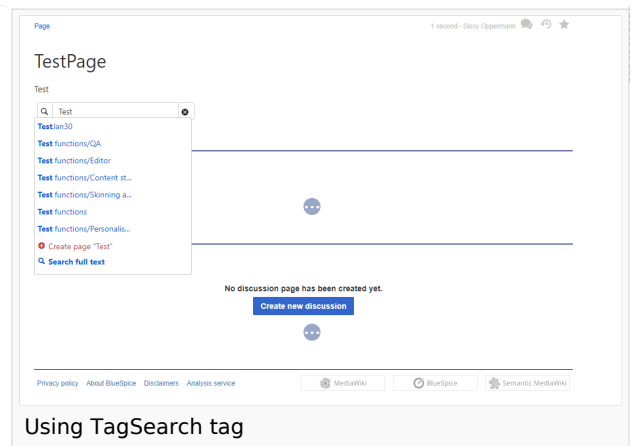 Page
1 second - Sissy Oppermann
TestPage
Test
Test
TestJan30
Test functions/QA
Test functions/Editor
Test functions/Content st...
Test functions/Skinning a...
Test functions
Test functions/Personalis...
Create page "Test"
Search full text
No discussion page has been created yet.
Create new discussion
Privacy policy About BlueSpice Disclaimers Analysis service MediaWiki BlueSpice Semantic MediaWiki
Using TagSearch tag